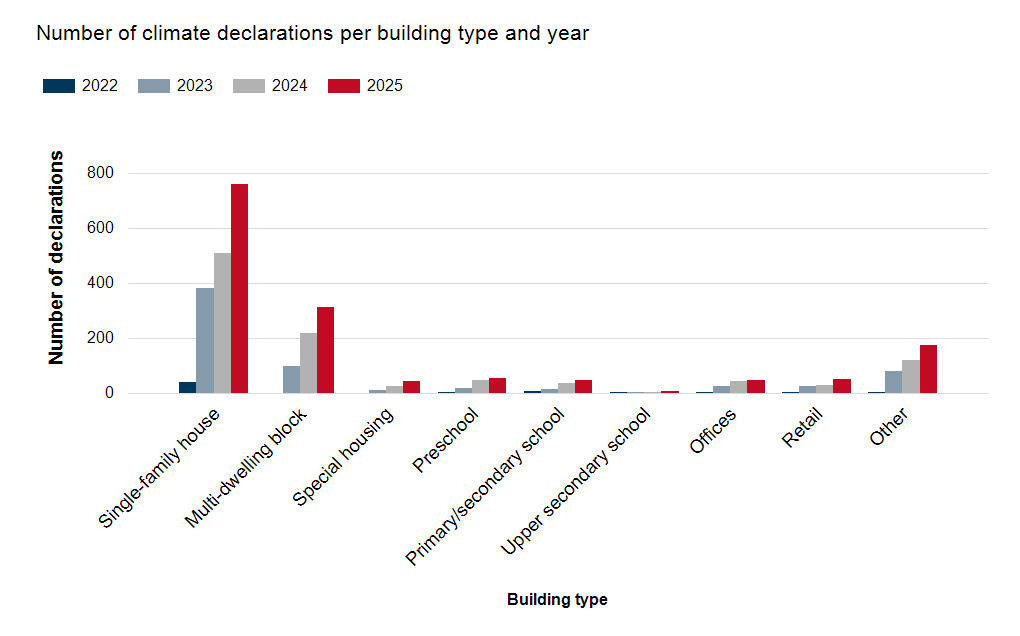 Number of climate declarations per building type and year
2022 2023 2024 2025
Number of declarations
800
600
400
200
0
Single-family house
Multi-dwelling block
Special housing
Preschool
Primary/secondary school
Upper secondary school
Offices
Retail
Other
Building type